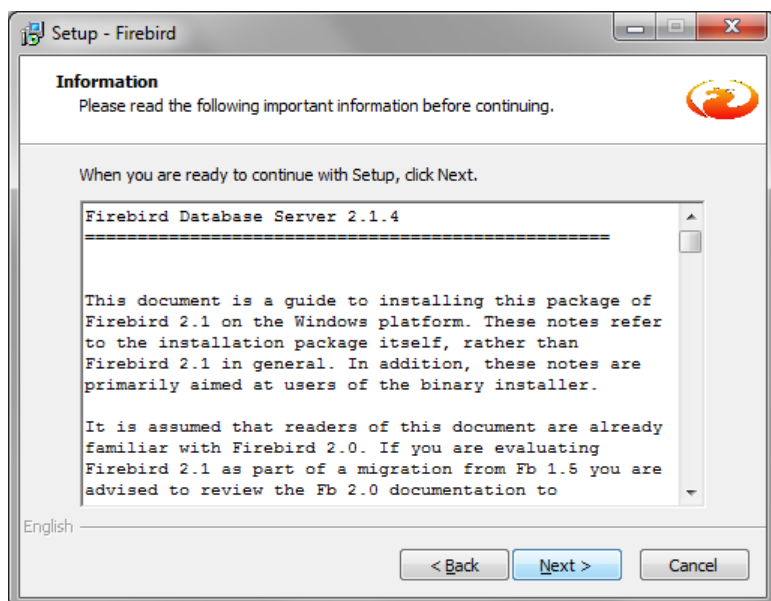 Setup - Firebird
Information
Please read the following important information before continuing.
When you are ready to continue with Setup, click Next.
Firebird Database Server 2.1.4
==================================================
This document is a guide to installing this package of
Firebird 2.1 on the Windows platform. These notes refer
to the installation package itself, rather than
Firebird 2.1 in general. In addition, these notes are
primarily aimed at users of the binary installer.
It is assumed that readers of this document are already
familiar with Firebird 2.0. If you are evaluating
Firebird 2.1 as part of a migration from Fb 1.5 you are
advised to review the Fb 2.0 documentation to
English
< Back Next > Cancel